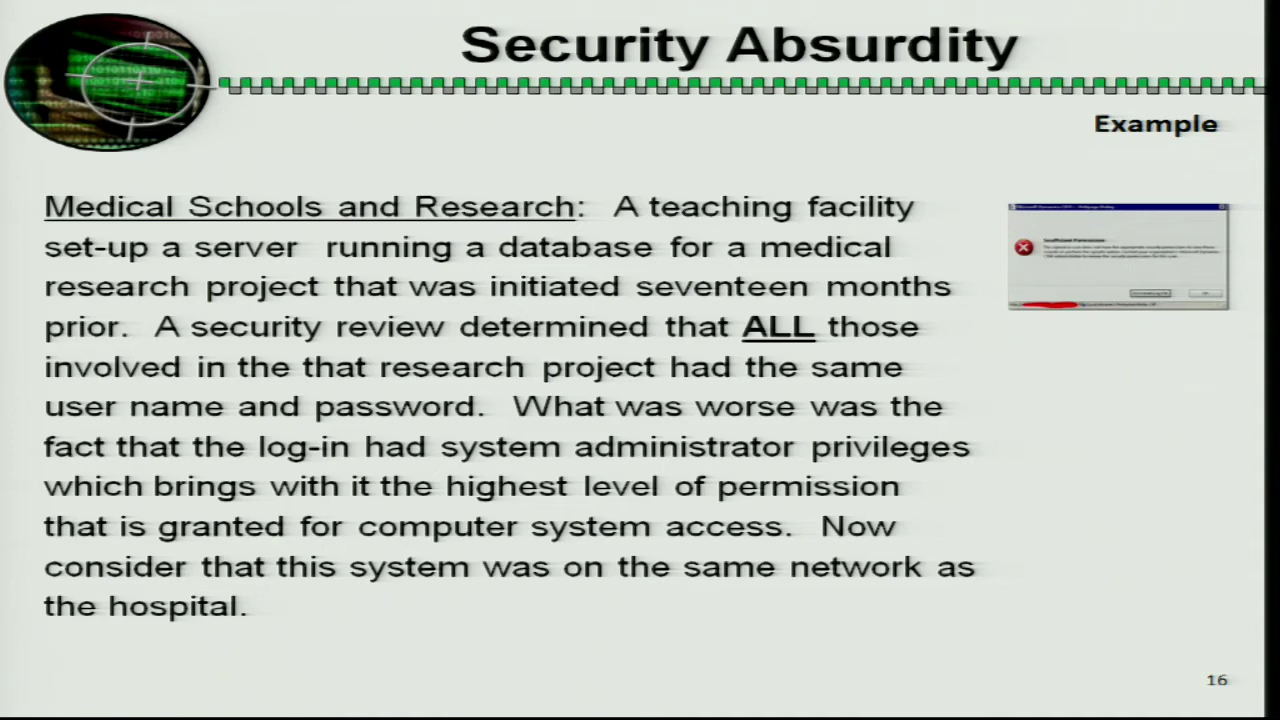 Security Absurdity
Example
Medical Schools and Research: A teaching facility
set-up a server running a database for a medical
research project that was initiated seventeen months
prior. A security review determined that ALL those
involved in the that research project had the same
user name and password. What was worse was the
fact that the log-in had system administrator privileges
which brings with it the highest level of permission
that is granted for computer system access. Now
consider that this system was on the same network as
the hospital.
Insufficient Permissions
16